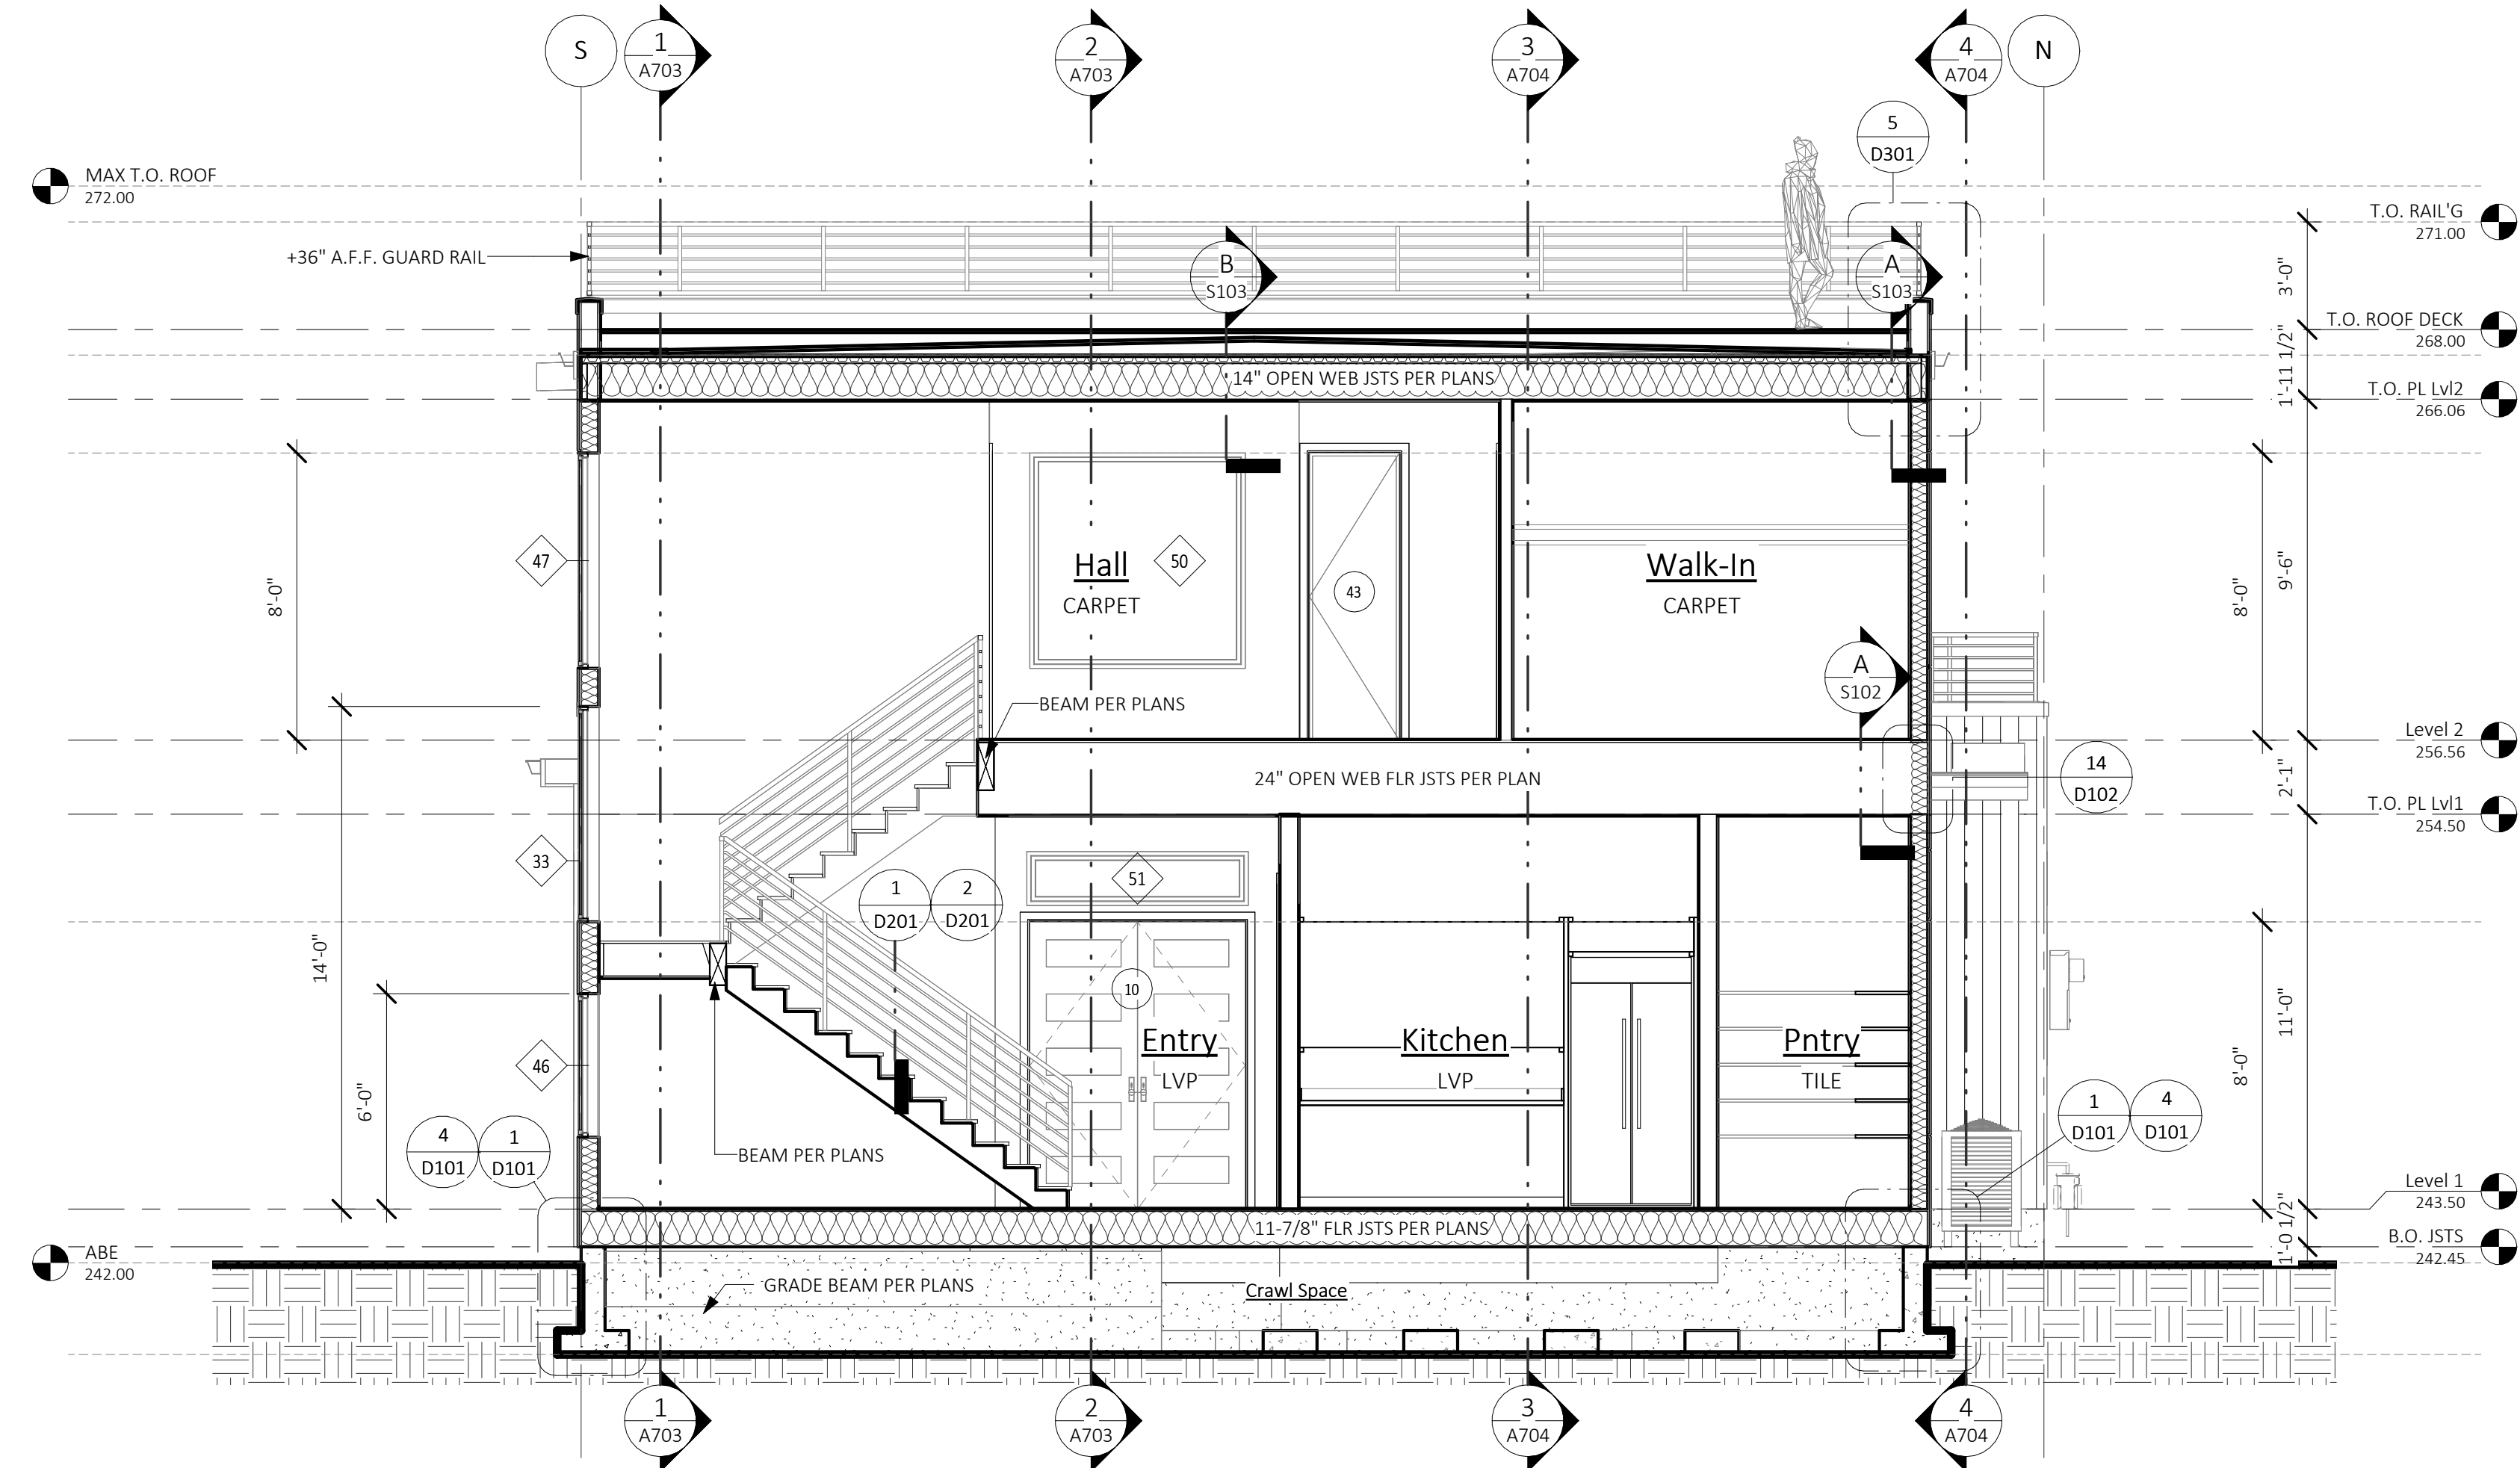 S
1
A703
2
A703
3
A704
4
A704
N
5
D301
MAX T.O. ROOF
272.00
T.O. RAIL'G
271.00
+36" A.F.F. GUARD RAIL
B
S103
A
S103
3'-0"
T.O. ROOF DECK
268.00
1'-11 1/2"
14" OPEN WEB JSTS PER PLANS
T.O. PL Lvl2
266.06
47
Hall
CARPET
50
43
Walk-In
CARPET
8'-0"
8'-0"
9'-6"
A
S102
BEAM PER PLANS
Level 2
256.56
24" OPEN WEB FLR JSTS PER PLAN
14
D102
2'-1"
T.O. PL Lvl1
254.50
33
1
D201
2
D201
51
14'-0"
10
Entry
LVP
Kitchen
LVP
Pntry
TILE
11'-0"
8'-0"
46
6'-0"
4
D101
1
D101
BEAM PER PLANS
1
D101
4
D101
Level 1
243.50
11-7/8" FLR JSTS PER PLANS
1'-0 1/2"
B.O. JSTS
242.45
ABE
242.00
GRADE BEAM PER PLANS
Crawl Space
1
A703
2
A703
3
A704
4
A704